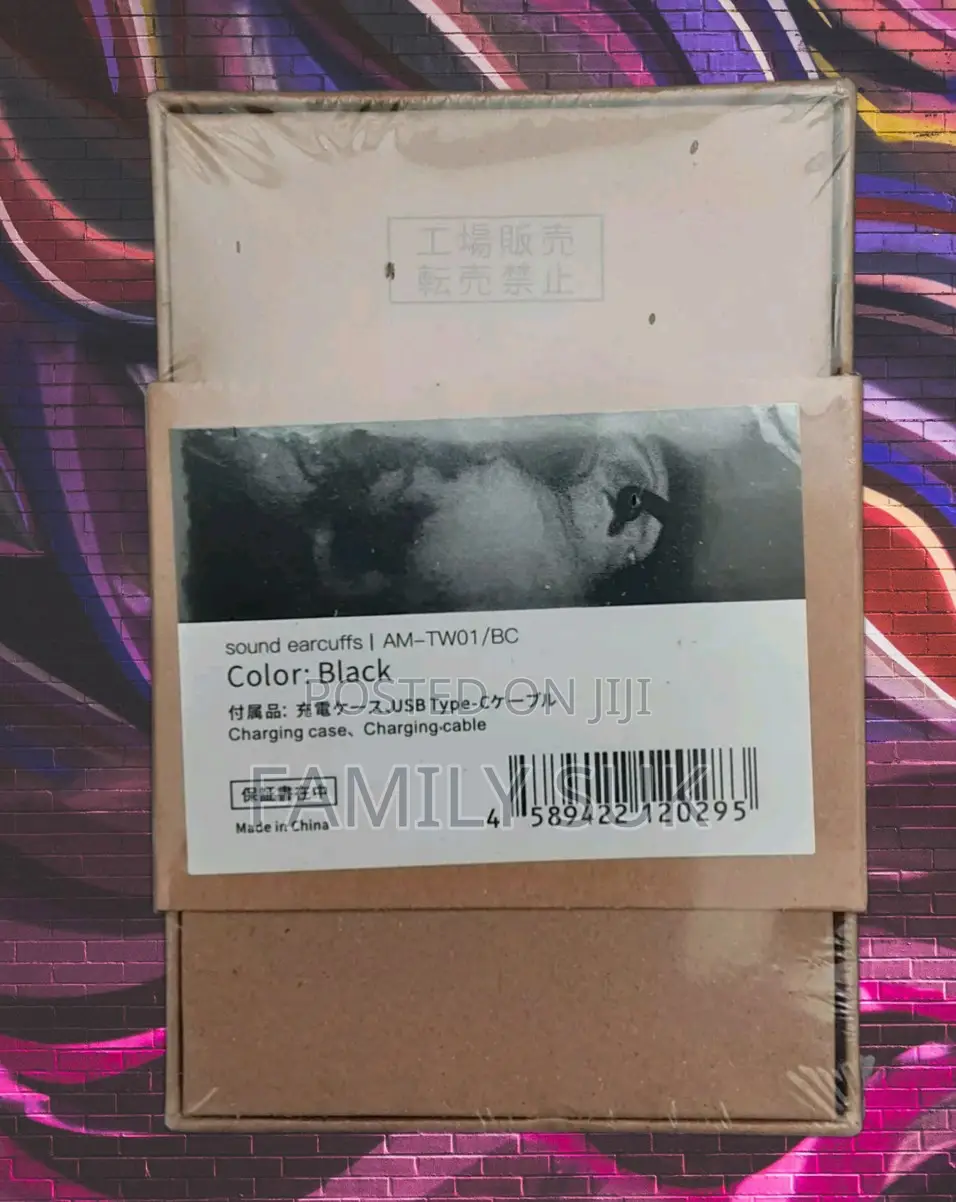 工場販売
転売禁止
sound earcuffs | AM-TW01/BC
Color: Black
付属品: 充電ケース、USB Type-Cケーブル
Charging case、Charging cable
保証書在中
Made in China
4 589422 120295
POSTED ON JIJI
FAMILY SUK